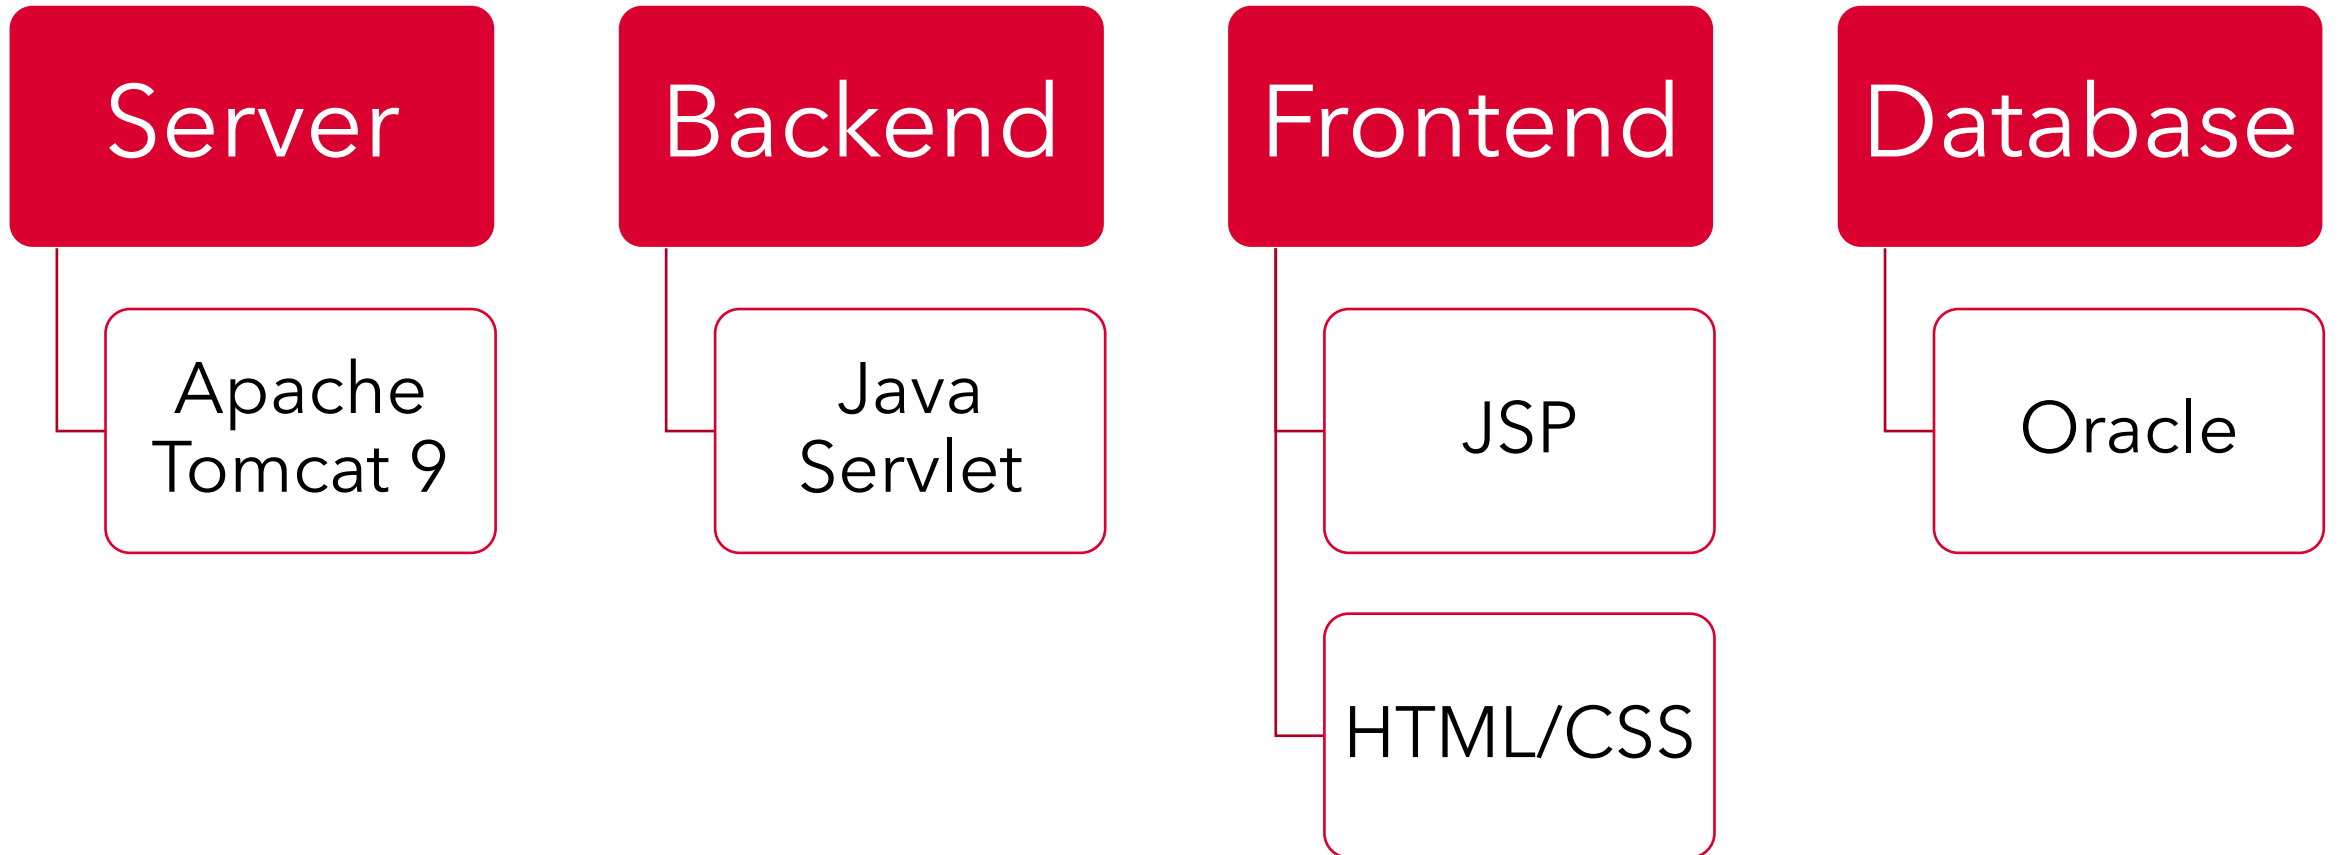 Server
Apache
Tomcat 9
Backend
Java
Servlet
Frontend
JSP
HTML/CSS
Database
Oracle